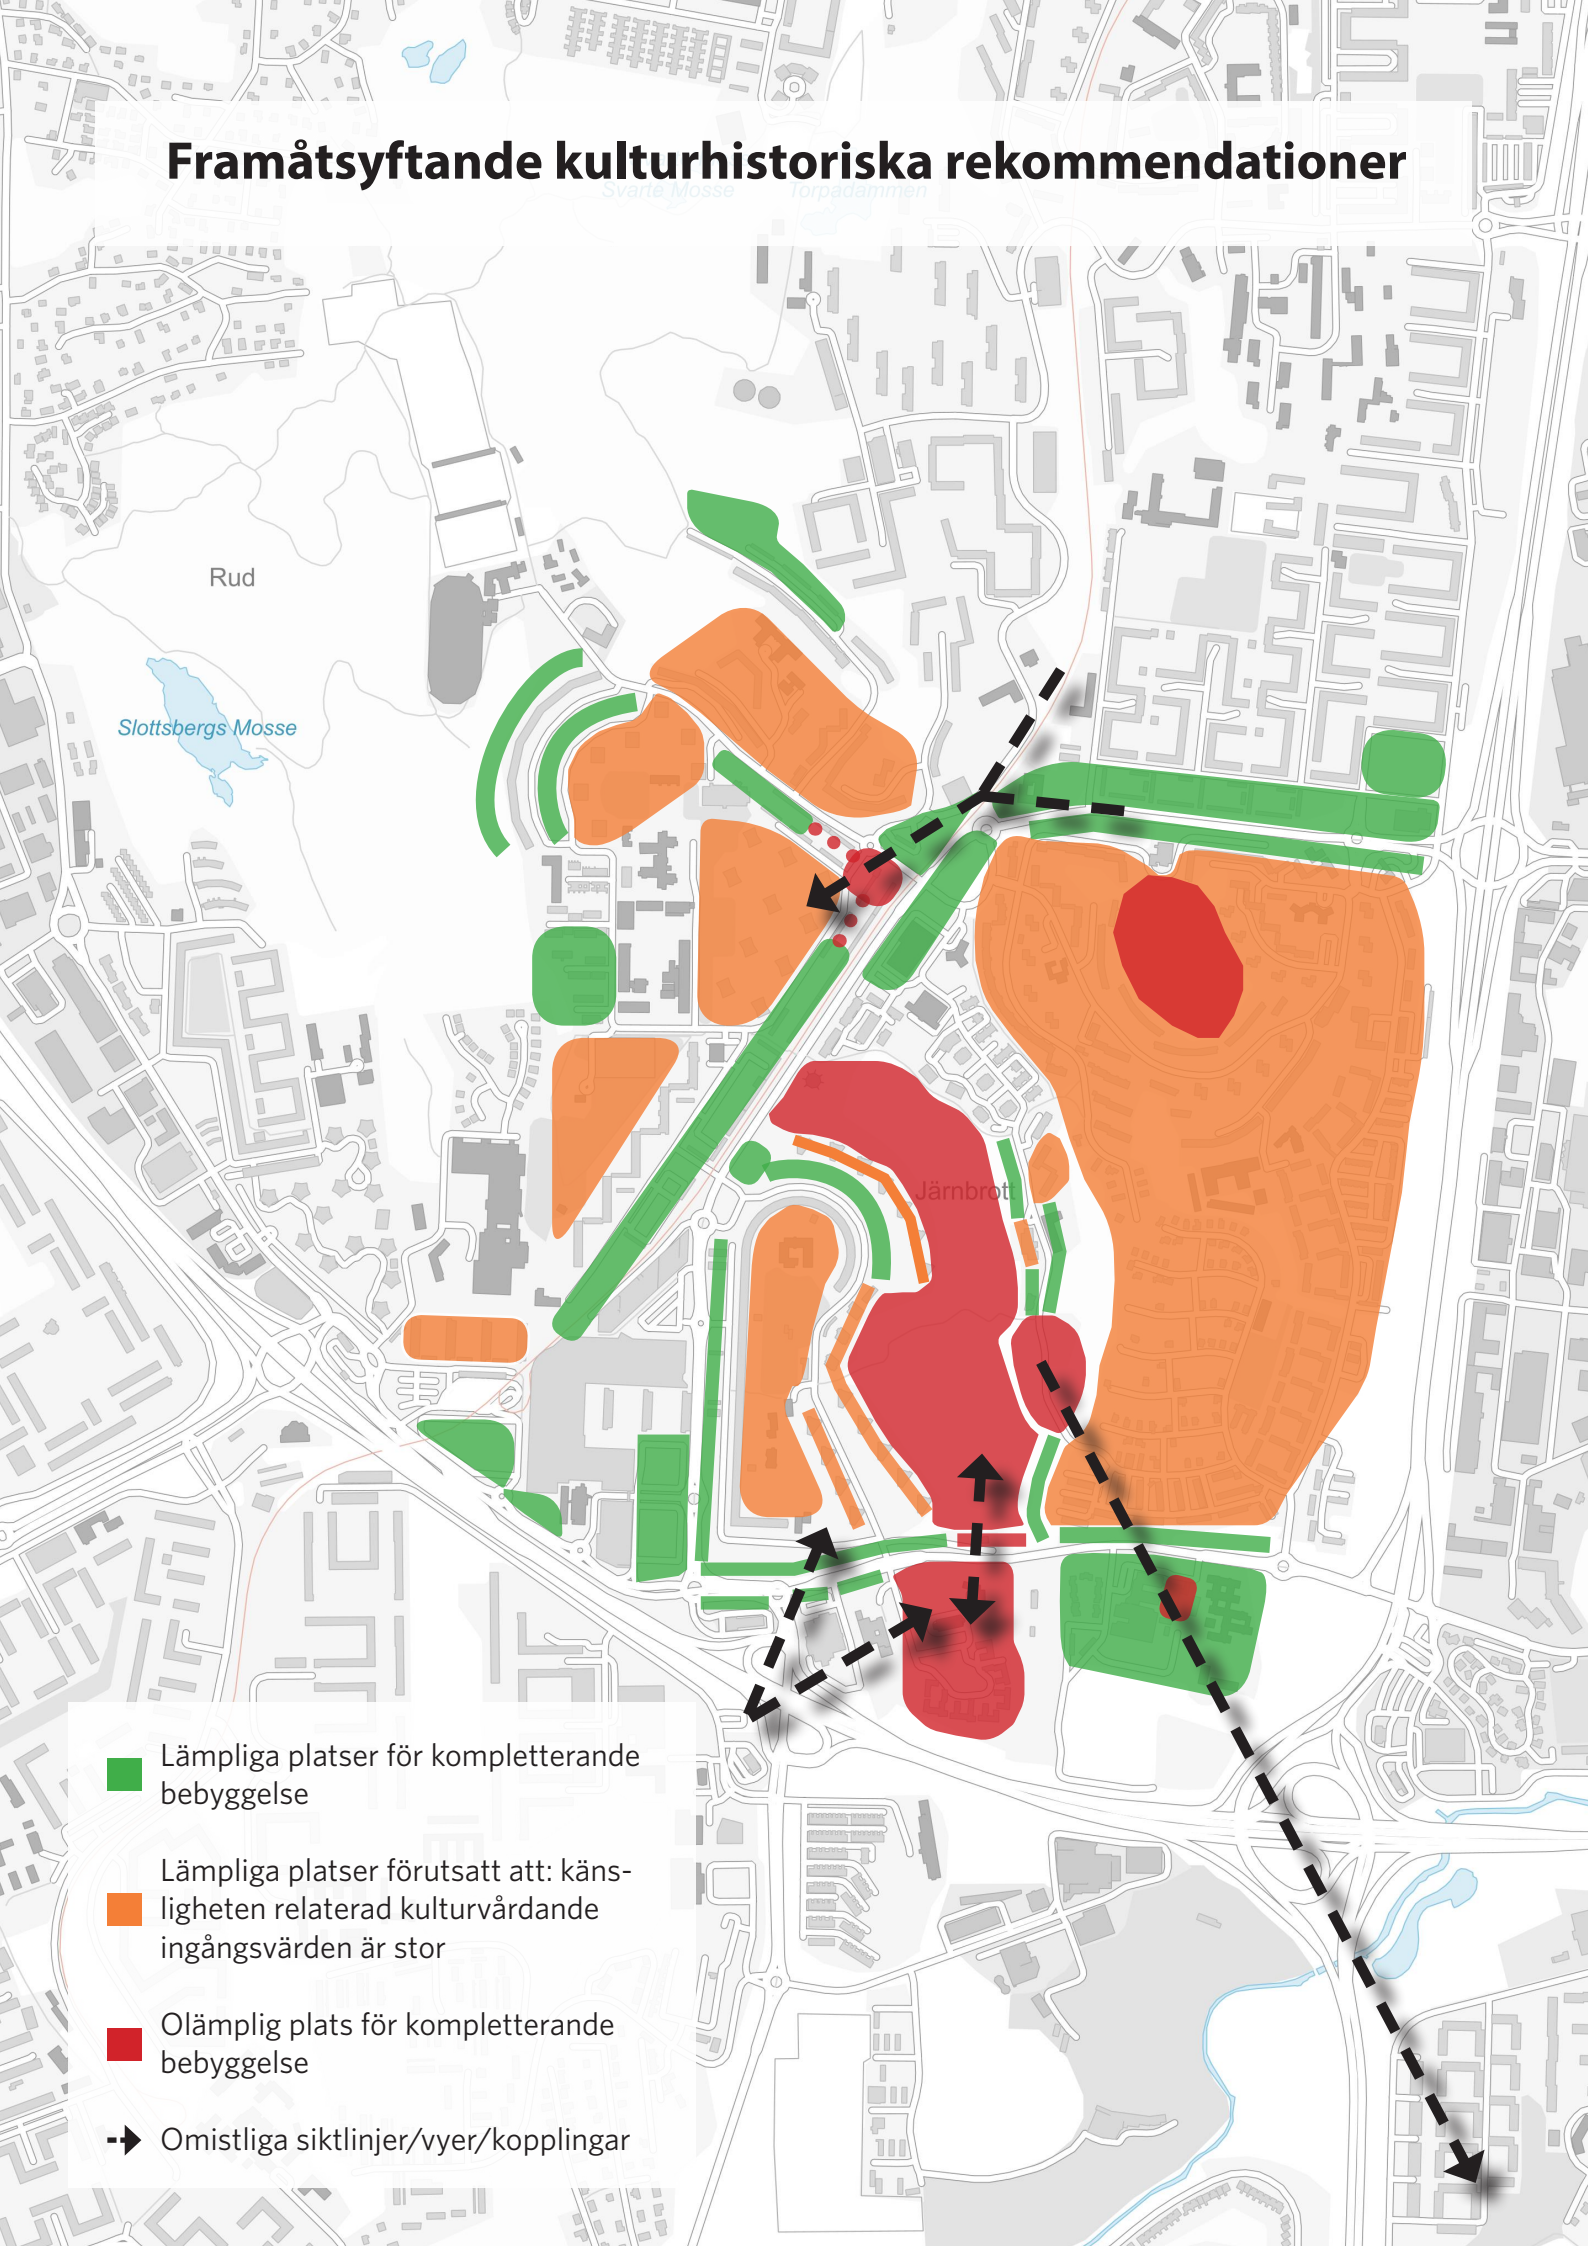 Framåtsyftande kulturhistoriska rekommendationer
Svarte Mosse
Torpadammen
Rud
Slottsbergs Mosse
Järnbrott
Lämpliga platser för kompletterande
bebyggelse
Lämpliga platser förutsatt att: käns-
ligheten relaterad kulturvårdande
ingångsvärden är stor
Olämplig plats för kompletterande
bebyggelse
Omistliga siktlinjer/vyer/kopplingar